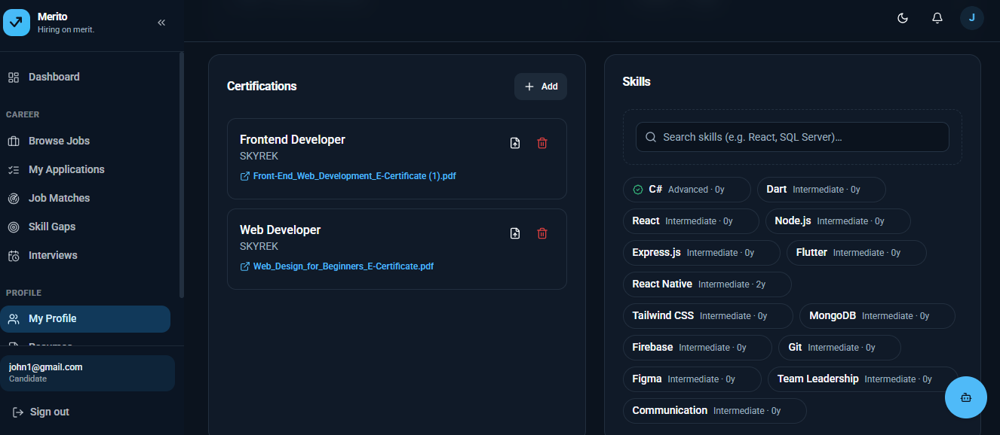 Merito
Hiring on merit.
Dashboard
CAREER
Browse Jobs
My Applications
Job Matches
Skill Gaps
Interviews
PROFILE
My Profile
john1@gmail.com
Candidate
Sign out
J
Certifications
Add
Frontend Developer
SKYREK
Front-End_Web_Development_E-Certificate (1).pdf
Web Developer
SKYREK
Web_Design_for_Beginners_E-Certificate.pdf
Skills
Search skills (e.g. React, SQL Server)...
C# Advanced · 0y Dart Intermediate · 0y
React Intermediate · 0y Node.js Intermediate · 0y
Express.js Intermediate · 0y Flutter Intermediate · 0y
React Native Intermediate · 2y
Tailwind CSS Intermediate · 0y MongoDB Intermediate · 0y
Firebase Intermediate · 0y Git Intermediate · 0y
Figma Intermediate · 0y Team Leadership Intermediate · 0y
Communication Intermediate · 0y